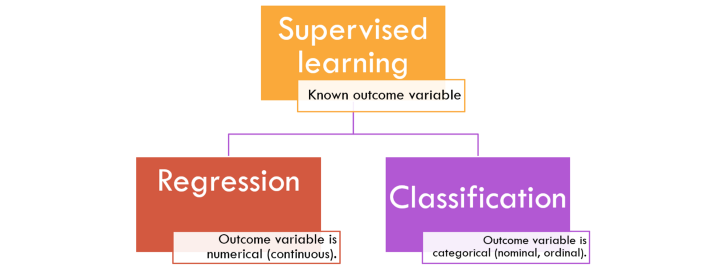 Supervised
learning
Known outcome variable
Regression
Outcome variable is
numerical (continuous).
Classification
Outcome variable is
categorical (nominal, ordinal).